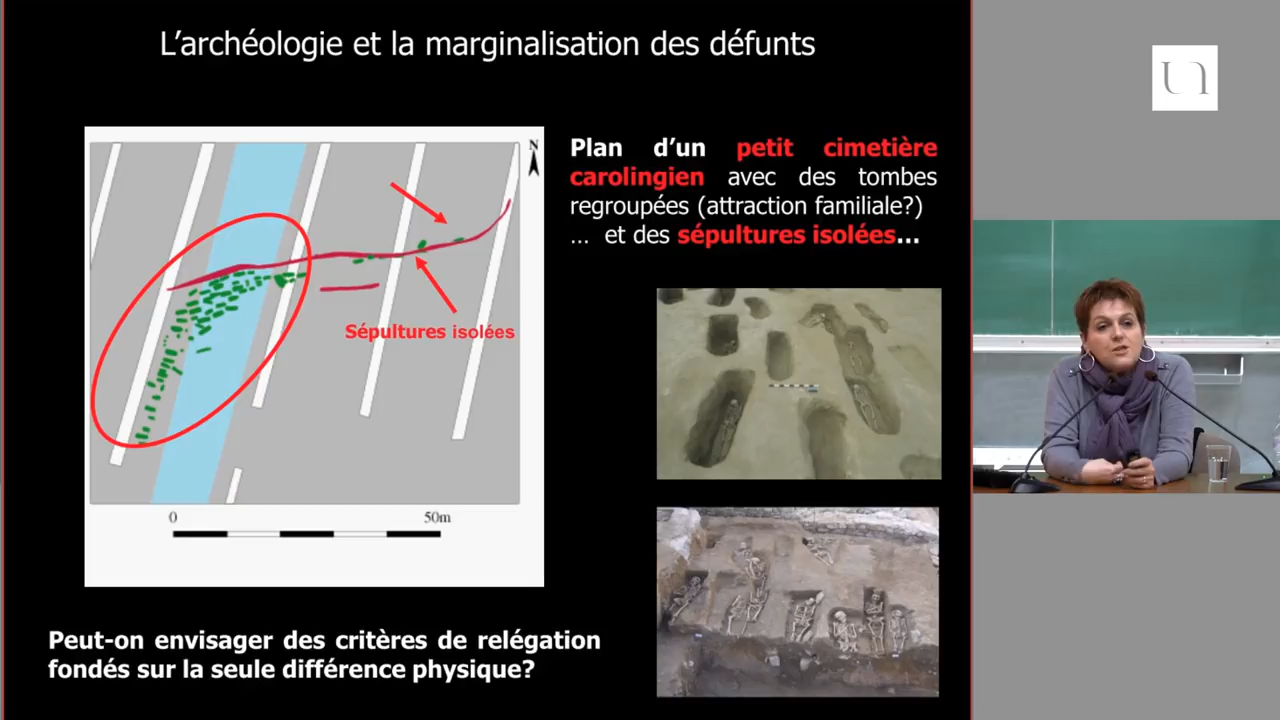 L'archéologie et la marginalisation des défunts
N
Sépultures isolées
0 50m
Plan d'un petit cimetière
carolingien avec des tombes
regroupées (attraction familiale?)
... et des sépultures isolées...
Peut-on envisager des critères de relégation
fondés sur la seule différence physique?